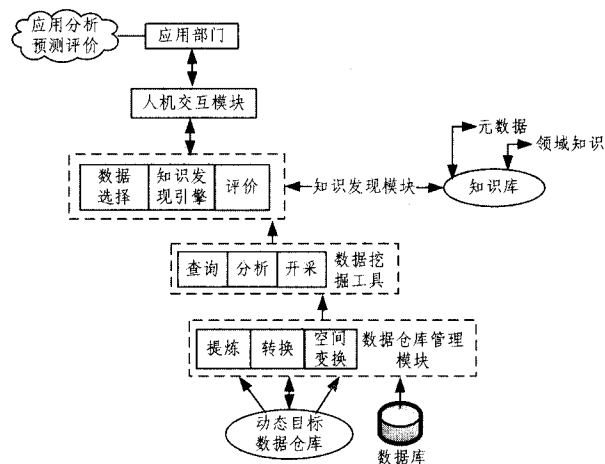 应用分析
预测评价
应用部门
人机交互模块
数据
选择
知识发
现引擎
评价
知识发现模块
元数据
领域知识
知识库
查询
分析
开采
数据挖
掘工具
提炼
转换
空间
变换
数据仓库管理
模块
动态目标
数据仓库
数据库